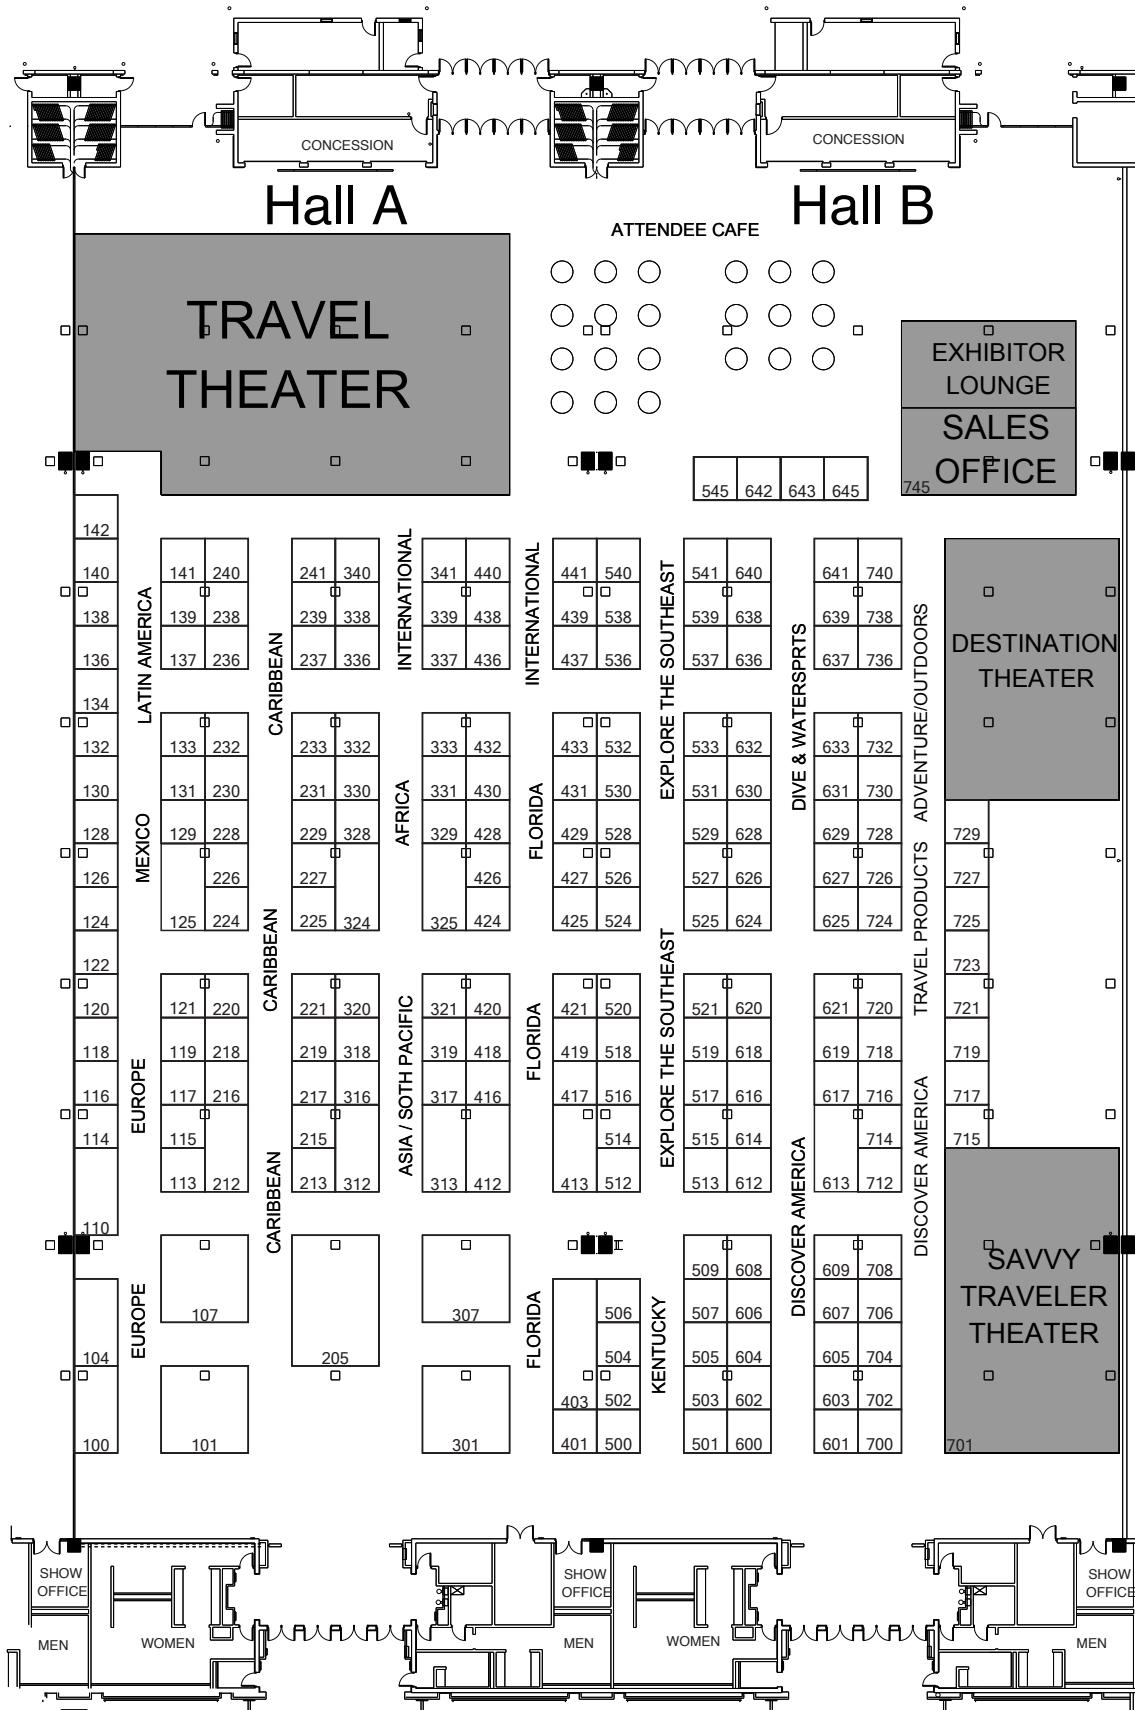 CONCESSION
CONCESSION
Hall A
Hall B
ATTENDEE CAFE
TRAVEL
THEATER
EXHIBITOR
LOUNGE
SALES
OFFICE
745
545 642 643 645
142
140 141 240 241 340 341 440 441 540 541 640 641 740
138 139 238 239 338 339 438 439 538 539 638 639 738
136 137 236 237 336 337 436 437 536 537 636 637 736
134
132 133 232 233 332 333 432 433 532 533 632 633 732
130 131 230 231 330 331 430 431 530 531 630 631 730
128 129 228 229 328 329 428 429 528 529 628 629 728 729
126 226 227 426 427 526 527 626 627 726 727
124 125 224 225 324 325 424 425 524 525 624 625 724 725
122 723
120 121 220 221 320 321 420 421 520 521 620 621 720 721
118 119 218 219 318 319 418 419 518 519 618 619 718 719
116 117 216 217 316 317 416 417 516 517 616 617 716 717
114 115 215 514 515 614 714 715
113 212 213 312 313 412 413 512 513 612 613 712
110
509 608 609 708
107 307 506 507 606 607 706
104 205 504 505 604 605 704
403 502 503 602 603 702
100 101 301 401 500 501 600 601 700 701
LATIN AMERICA
MEXICO
EUROPE
EUROPE
CARIBBEAN
CARIBBEAN
CARIBBEAN
INTERNATIONAL
AFRICA
ASIA / SOTH PACIFIC
INTERNATIONAL
FLORIDA
FLORIDA
FLORIDA
EXPLORE THE SOUTHEAST
EXPLORE THE SOUTHEAST
KENTUCKY
DIVE & WATERSPRTS
DISCOVER AMERICA
ADVENTURE/OUTDOORS
TRAVEL PRODUCTS
DISCOVER AMERICA
DESTINATION
THEATER
SAVVY
TRAVELER
THEATER
SHOW
OFFICE
MEN
WOMEN
SHOW
OFFICE
MEN
WOMEN
SHOW
OFFICE
MEN